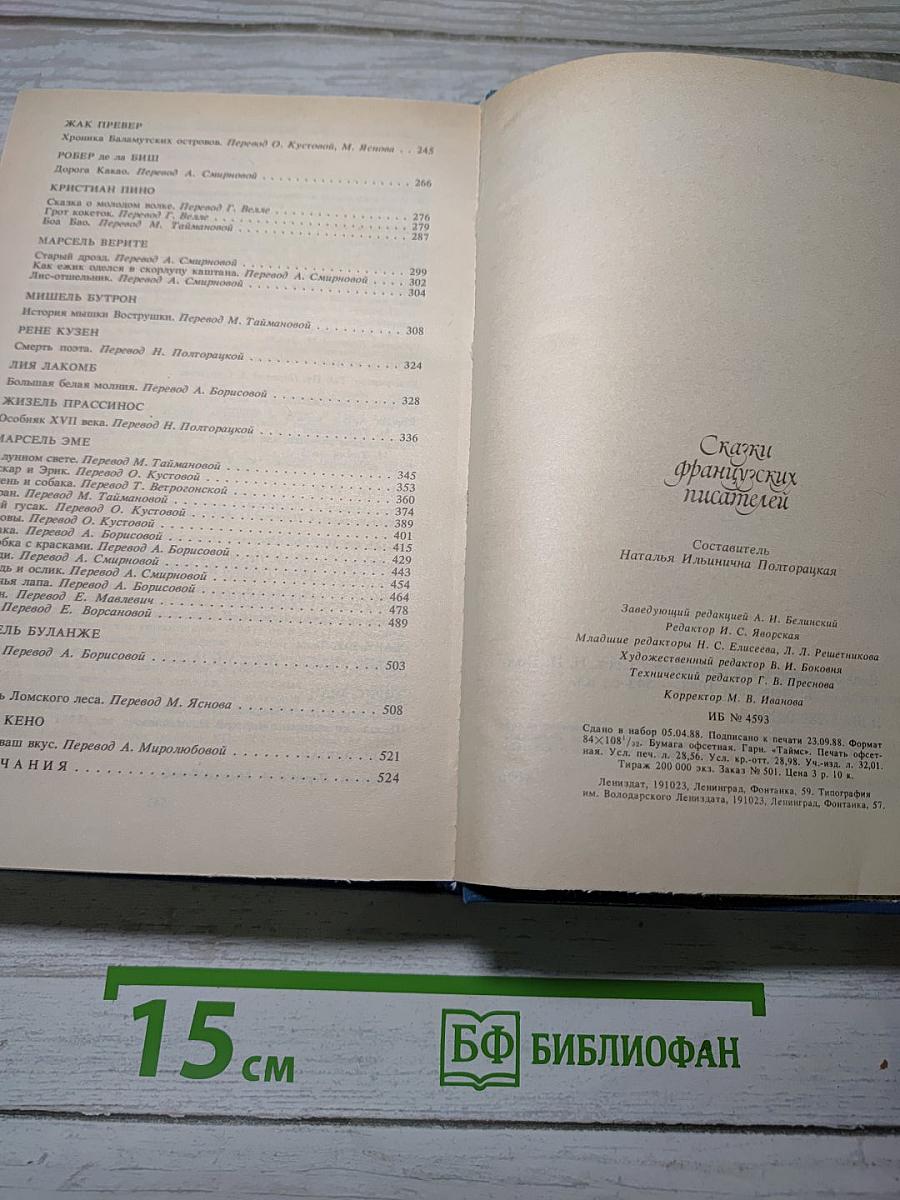 ЖАК ПРЕВЕР
Хроника Баламутских островов. Перевод О. Кустовой, М. Яснова . . 245
РОБЕР де ла БИШ
Дорога Какао. Перевод А. Смирновой . . . 266
КРИСТИАН ПИНО
Сказка о молодом волке. Перевод Г. Велле . . . 276
Грот кокеток. Перевод Г. Велле . . . 279
Боа Бао. Перевод М. Таймановой . . . 287
МАРСЕЛЬ ВЕРИТЕ
Старый дрозд. Перевод А. Смирновой . . . 299
Как ежик оделся в скорлупу каштана. Перевод А. Смирновой . . . 302
Лис-отшельник. Перевод А. Смирновой . . . 304
МИШЕЛЬ БУТРОН
История мышки Вострушки. Перевод М. Таймановой . . . 308
РЕНЕ КУЗЕН
Смерть поэта. Перевод Н. Полторацкой . . . 324
ЛИЯ ЛАКОМБ
Большая белая молния. Перевод А. Борисовой . . . 328
ЖИЗЕЛЬ ПРАССИНОС
Особняк XVII века. Перевод Н. Полторацкой . . . 336
МАРСЕЛЬ ЭМЕ
лунном свете. Перевод М. Таймановой . . . 345
скар и Эрик. Перевод О. Кустовой . . . 353
ень и собака. Перевод Т. Ветрогонской . . . 360
ран. Перевод М. Таймановой . . . 374
й гусак. Перевод О. Кустовой . . . 389
овы. Перевод О. Кустовой . . . 401
ака. Перевод А. Борисовой . . . 415
бка с красками. Перевод А. Борисовой . . . 429
ди. Перевод А. Смирновой . . . 443
дь и ослик. Перевод А. Смирновой . . . 454
чья лапа. Перевод А. Борисовой . . . 464
н. Перевод Е. Мавлевич . . . 478
Перевод Е. Ворсановой . . . 489
ЕЛЬ БУЛАНЖЕ
Перевод А. Борисовой . . . 503
ь Ломского леса. Перевод М. Яснова . . . 508
КЕНО
ваш вкус. Перевод А. Миролюбовой . . . 521
ЧАНИЯ . . . 524
Сказки
французских
писателей
Составитель
Наталья Ильинична Полторацкая
Заведующий редакцией А. И. Белинский
Редактор И. С. Яворская
Младшие редакторы Н. С. Елисеева, Л. Л. Решетникова
Художественный редактор В. И. Боковня
Технический редактор Г. В. Преснова
Корректор М. В. Иванова
ИБ № 4593
Сдано в набор 05.04.88. Подписано к печати 23.09.88. Формат
84×108 1/32. Бумага офсетная. Гарн. «Таймс». Печать офсет-
ная. Усл. печ. л. 28,56. Усл. кр.-отт. 28,98. Уч.-изд. л. 32,01.
Тираж 200 000 экз. Заказ № 501. Цена 3 р. 10 к.
Лениздат, 191023, Ленинград, Фонтанка, 59. Типография
им. Володарского Лениздата, 191023, Ленинград, Фонтанка, 57.
15 см
БФ БИБЛИОФАН